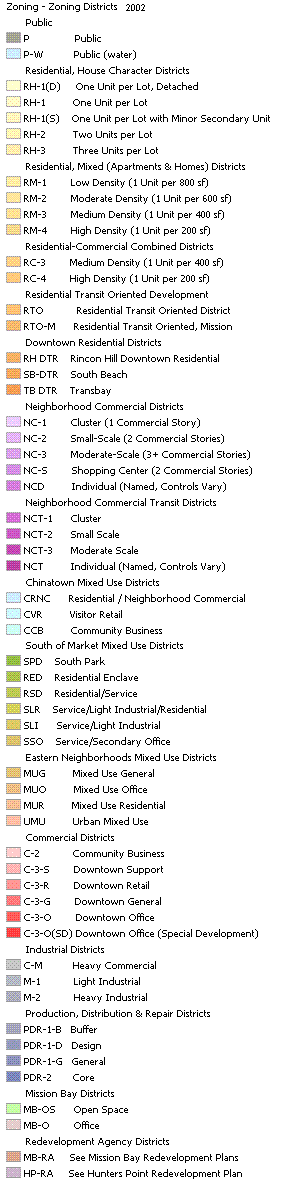 Zoning - Zoning Districts 2002
Public
P Public
P-W Public (water)
Residential, House Character Districts
RH-1(D) One Unit per Lot, Detached
RH-1 One Unit per Lot
RH-1(S) One Unit per Lot with Minor Secondary Unit
RH-2 Two Units per Lot
RH-3 Three Units per Lot
Residential, Mixed (Apartments & Homes) Districts
RM-1 Low Density (1 Unit per 800 sf)
RM-2 Moderate Density (1 Unit per 600 sf)
RM-3 Medium Density (1 Unit per 400 sf)
RM-4 High Density (1 Unit per 200 sf)
Residential-Commercial Combined Districts
RC-3 Medium Density (1 Unit per 400 sf)
RC-4 High Density (1 Unit per 200 sf)
Residential Transit Oriented Development
RTO Residential Transit Oriented District
RTO-M Residential Transit Oriented, Mission
Downtown Residential Districts
RH DTR Rincon Hill Downtown Residential
SB-DTR South Beach
TB DTR Transbay
Neighborhood Commercial Districts
NC-1 Cluster (1 Commercial Story)
NC-2 Small-Scale (2 Commercial Stories)
NC-3 Moderate-Scale (3+ Commercial Stories)
NC-S Shopping Center (2 Commercial Stories)
NCD Individual (Named, Controls Vary)
Neighborhood Commercial Transit Districts
NCT-1 Cluster
NCT-2 Small Scale
NCT-3 Moderate Scale
NCT Individual (Named, Controls Vary)
Chinatown Mixed Use Districts
CRNC Residential / Neighborhood Commercial
CVR Visitor Retail
CCB Community Business
South of Market Mixed Use Districts
SPD South Park
RED Residential Enclave
RSD Residential/Service
SLR Service/Light Industrial/Residential
SLI Service/Light Industrial
SSO Service/Secondary Office
Eastern Neighborhoods Mixed Use Districts
MUG Mixed Use General
MUO Mixed Use Office
MUR Mixed Use Residential
UMU Urban Mixed Use
Commercial Districts
C-2 Community Business
C-3-S Downtown Support
C-3-R Downtown Retail
C-3-G Downtown General
C-3-O Downtown Office
C-3-O(SD) Downtown Office (Special Development)
Industrial Districts
C-M Heavy Commercial
M-1 Light Industrial
M-2 Heavy Industrial
Production, Distribution & Repair Districts
PDR-1-B Buffer
PDR-1-D Design
PDR-1-G General
PDR-2 Core
Mission Bay Districts
MB-OS Open Space
MB-O Office
Redevelopment Agency Districts
MB-RA See Mission Bay Redevelopment Plans
HP-RA See Hunters Point Redevelopment Plan